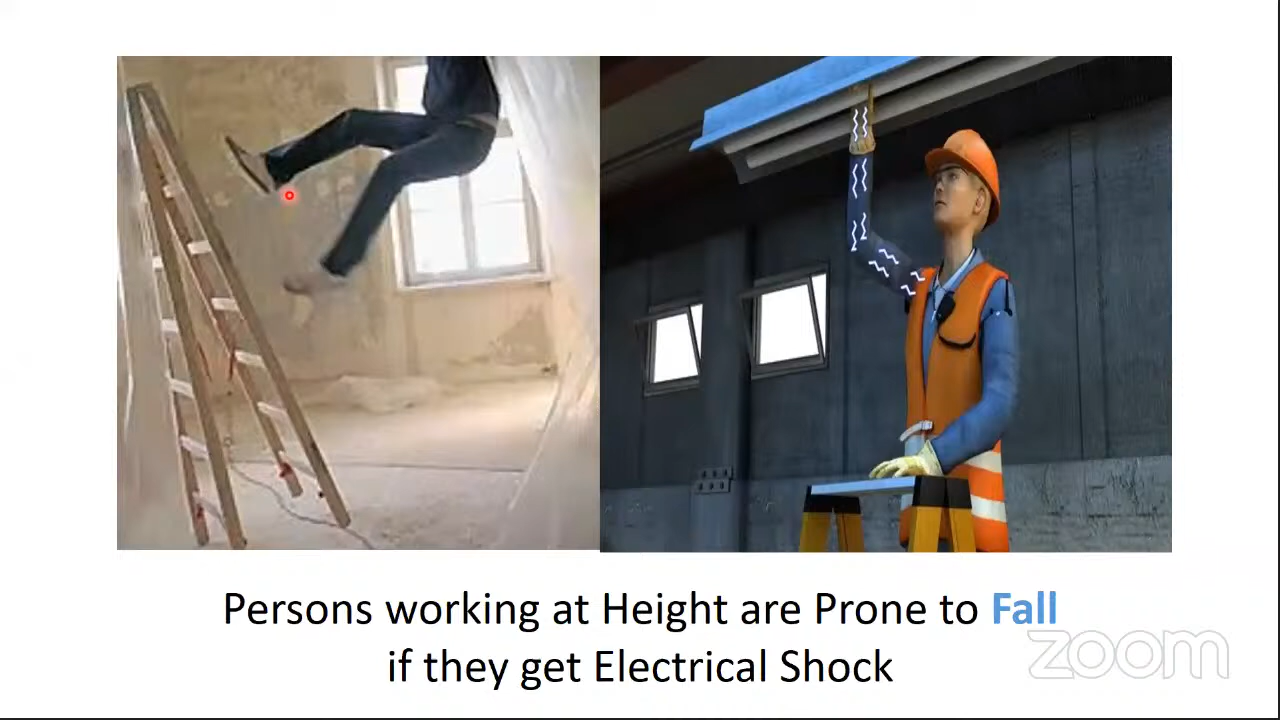 Persons working at Height are Prone to Fall
if they get Electrical Shock
zoom